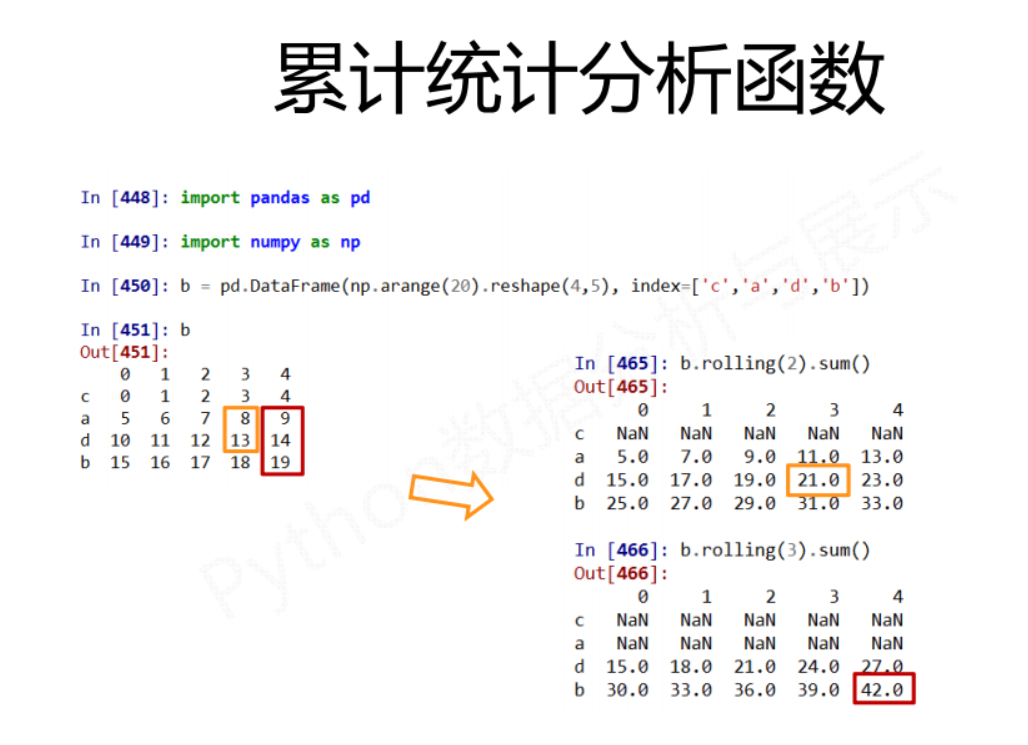 累计统计分析函数
In [448]: import pandas as pd
In [449]: import numpy as np
In [450]: b = pd.DataFrame(np.arange(20).reshape(4,5), index=['c','a','d','b'])
In [451]: b
Out[451]:
0 1 2 3 4
c 0 1 2 3 4
a 5 6 7 8 9
d 10 11 12 13 14
b 15 16 17 18 19
In [465]: b.rolling(2).sum()
Out[465]:
0 1 2 3 4
c NaN NaN NaN NaN NaN
a 5.0 7.0 9.0 11.0 13.0
d 15.0 17.0 19.0 21.0 23.0
b 25.0 27.0 29.0 31.0 33.0
In [466]: b.rolling(3).sum()
Out[466]:
0 1 2 3 4
c NaN NaN NaN NaN NaN
a NaN NaN NaN NaN NaN
d 15.0 18.0 21.0 24.0 27.0
b 30.0 33.0 36.0 39.0 42.0
Python数据分析与展示